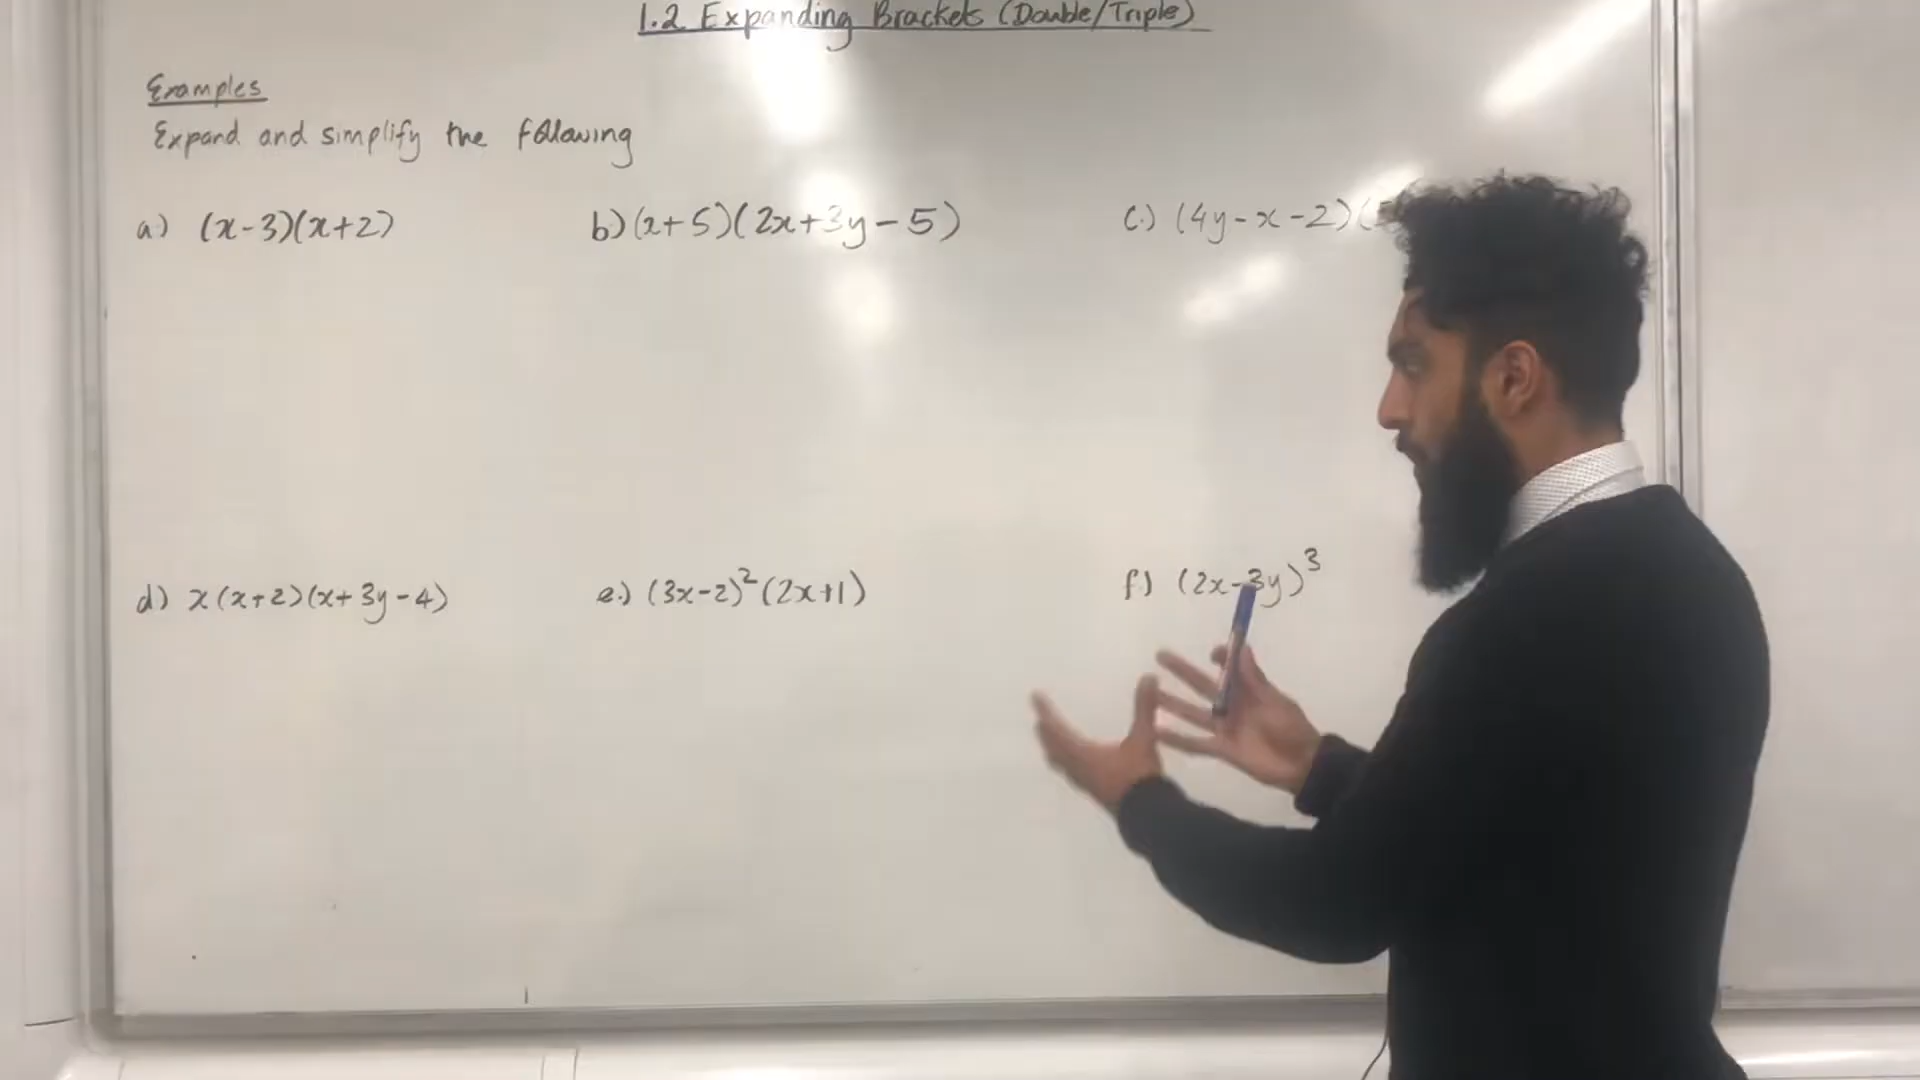 1.2 Expanding Brackets (Double/Triple)
Examples
Expand and simplify the following
a.) (x-3)(x+2)
b) (x+5)(2x+3y-5)
c.) (4y-x-2)(
d.) x(x+2)(x+3y-4)
e.) (3x-2)²(2x+1)
f.) (2x-3y)³